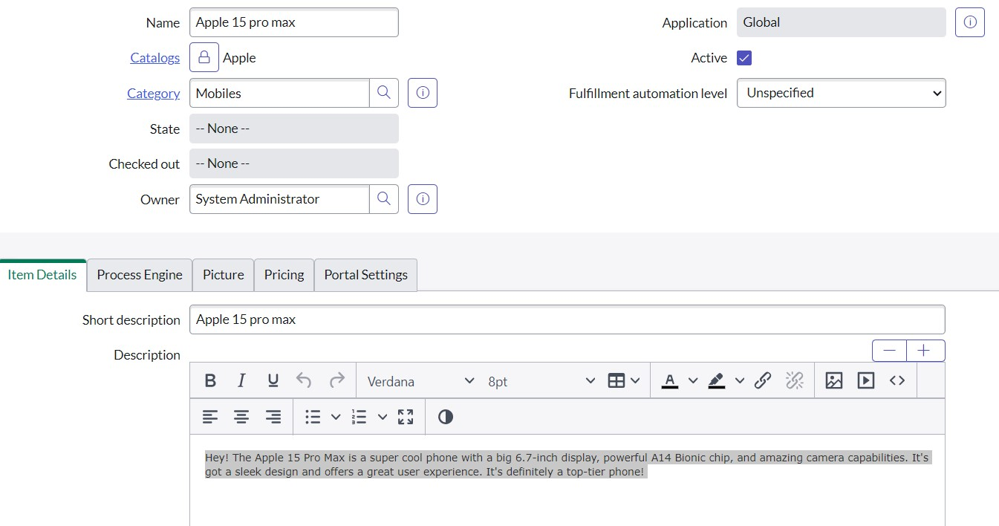 Name Apple 15 pro max
Application Global
Catalogs Apple
Active
Category Mobiles
Fulfillment automation level Unspecified
State -- None --
Checked out -- None --
Owner System Administrator
Item Details Process Engine Picture Pricing Portal Settings
Short description Apple 15 pro max
Description
B I U Verdana 8pt A
Hey! The Apple 15 Pro Max is a super cool phone with a big 6.7-inch display, powerful A14 Bionic chip, and amazing camera capabilities. It's
got a sleek design and offers a great user experience. It's definitely a top-tier phone!